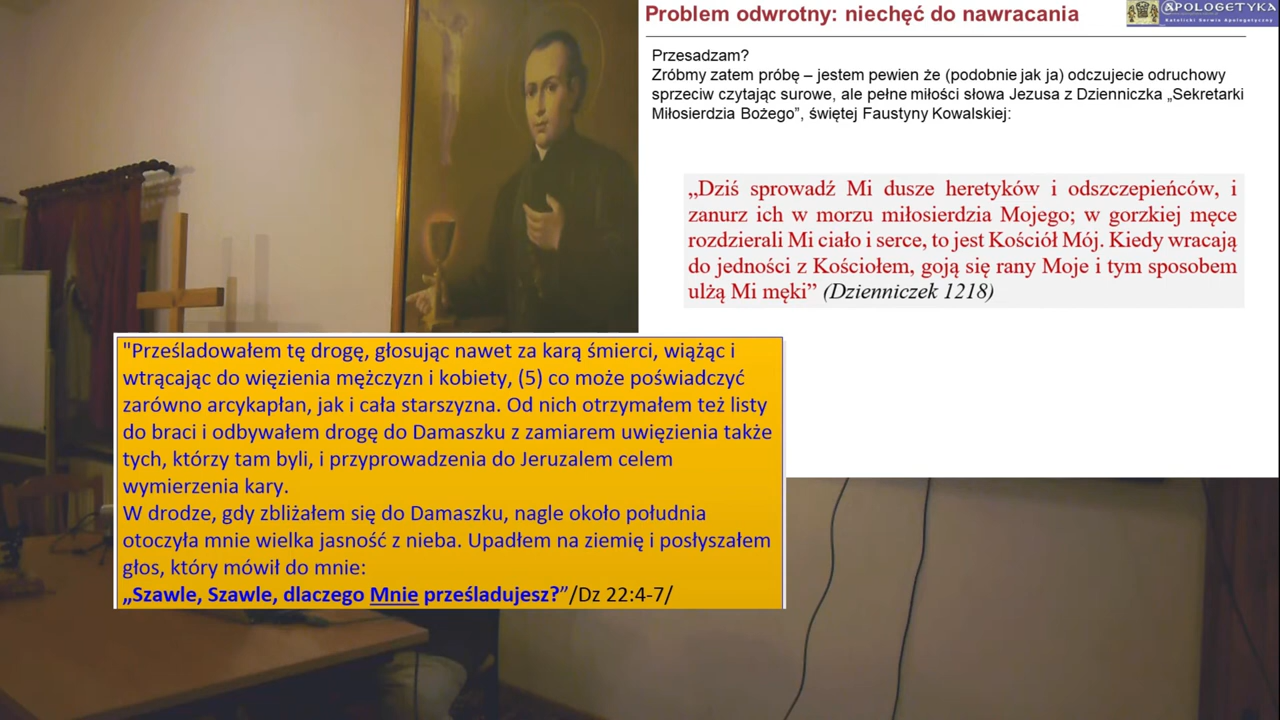 Problem odwrotny: niechęć do nawracania
APOLOGETYKA
Katolicki Serwis Apologetyczny
Przesadzam?
Zróbmy zatem próbę – jestem pewien że (podobnie jak ja) odczujecie odruchowy
sprzeciw czytając surowe, ale pełne miłości słowa Jezusa z Dzienniczka „Sekretarki
Miłosierdzia Bożego”, świętej Faustyny Kowalskiej:
„Dziś sprowadź Mi dusze heretyków i odszczepieńców, i
zanurz ich w morzu miłosierdzia Mojego; w gorzkiej męce
rozdzierali Mi ciało i serce, to jest Kościół Mój. Kiedy wracają
do jedności z Kościołem, goją się rany Moje i tym sposobem
ulżą Mi męki” (Dzienniczek 1218)
"Prześladowałem tę drogę, głosując nawet za karą śmierci, wiążąc i
wtrącając do więzienia mężczyzn i kobiety, (5) co może poświadczyć
zarówno arcykapłan, jak i cała starszyzna. Od nich otrzymałem też listy
do braci i odbywałem drogę do Damaszku z zamiarem uwięzienia także
tych, którzy tam byli, i przyprowadzenia do Jeruzalem celem
wymierzenia kary.
W drodze, gdy zbliżałem się do Damaszku, nagle około południa
otoczyła mnie wielka jasność z nieba. Upadłem na ziemię i posłyszałem
głos, który mówił do mnie:
„Szawle, Szawle, dlaczego Mnie prześladujesz?”/Dz 22:4-7/